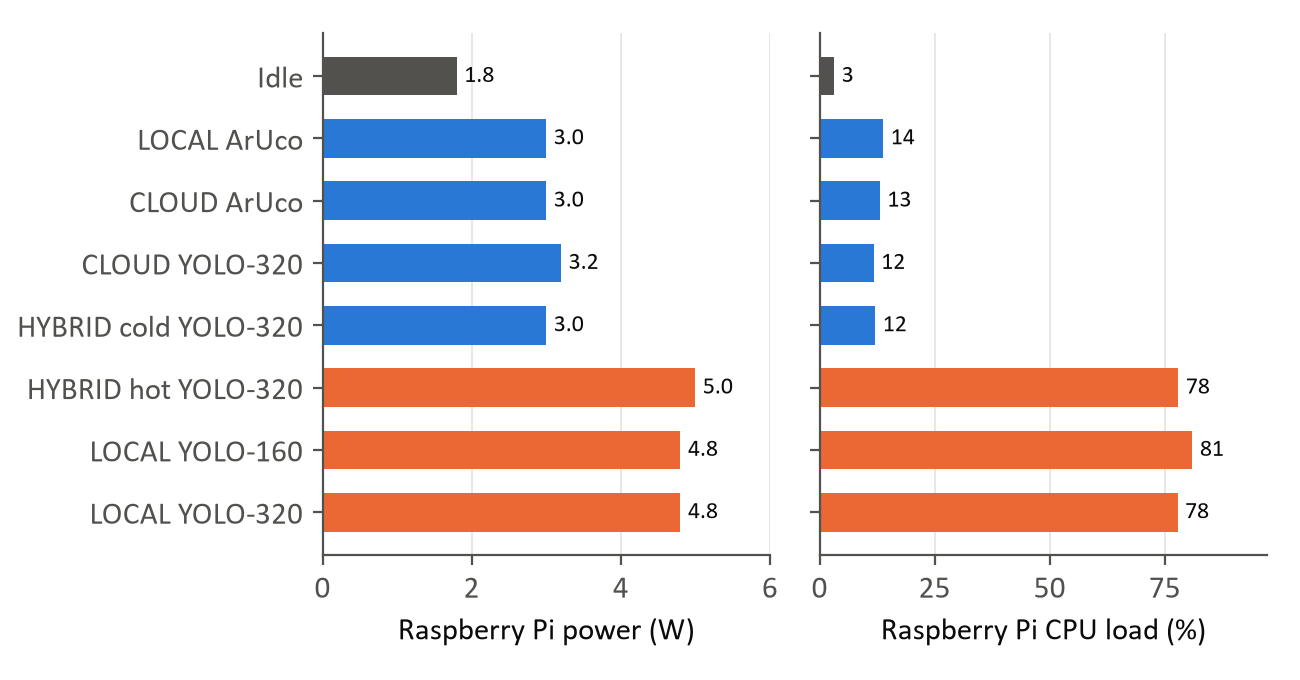 Idle 1.8 3
LOCAL ArUco 3.0 14
CLOUD ArUco 3.0 13
CLOUD YOLO-320 3.2 12
HYBRID cold YOLO-320 3.0 12
HYBRID hot YOLO-320 5.0 78
LOCAL YOLO-160 4.8 81
LOCAL YOLO-320 4.8 78
0 2 4 6 0 25 50 75
Raspberry Pi power (W) Raspberry Pi CPU load (%)